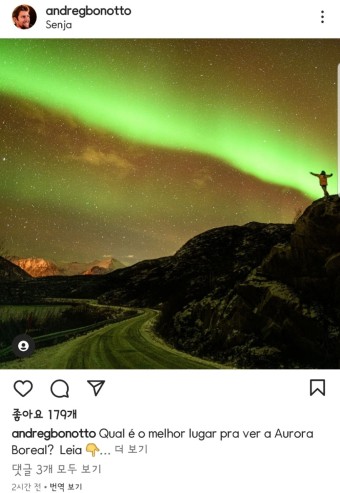 andregbonotto
Senja
좋아요 179개
andregbonotto Qual é o melhor lugar pra ver a Aurora
Boreal? Leia 👇... 더 보기
댓글 3개 모두 보기
2시간 전 • 번역 보기